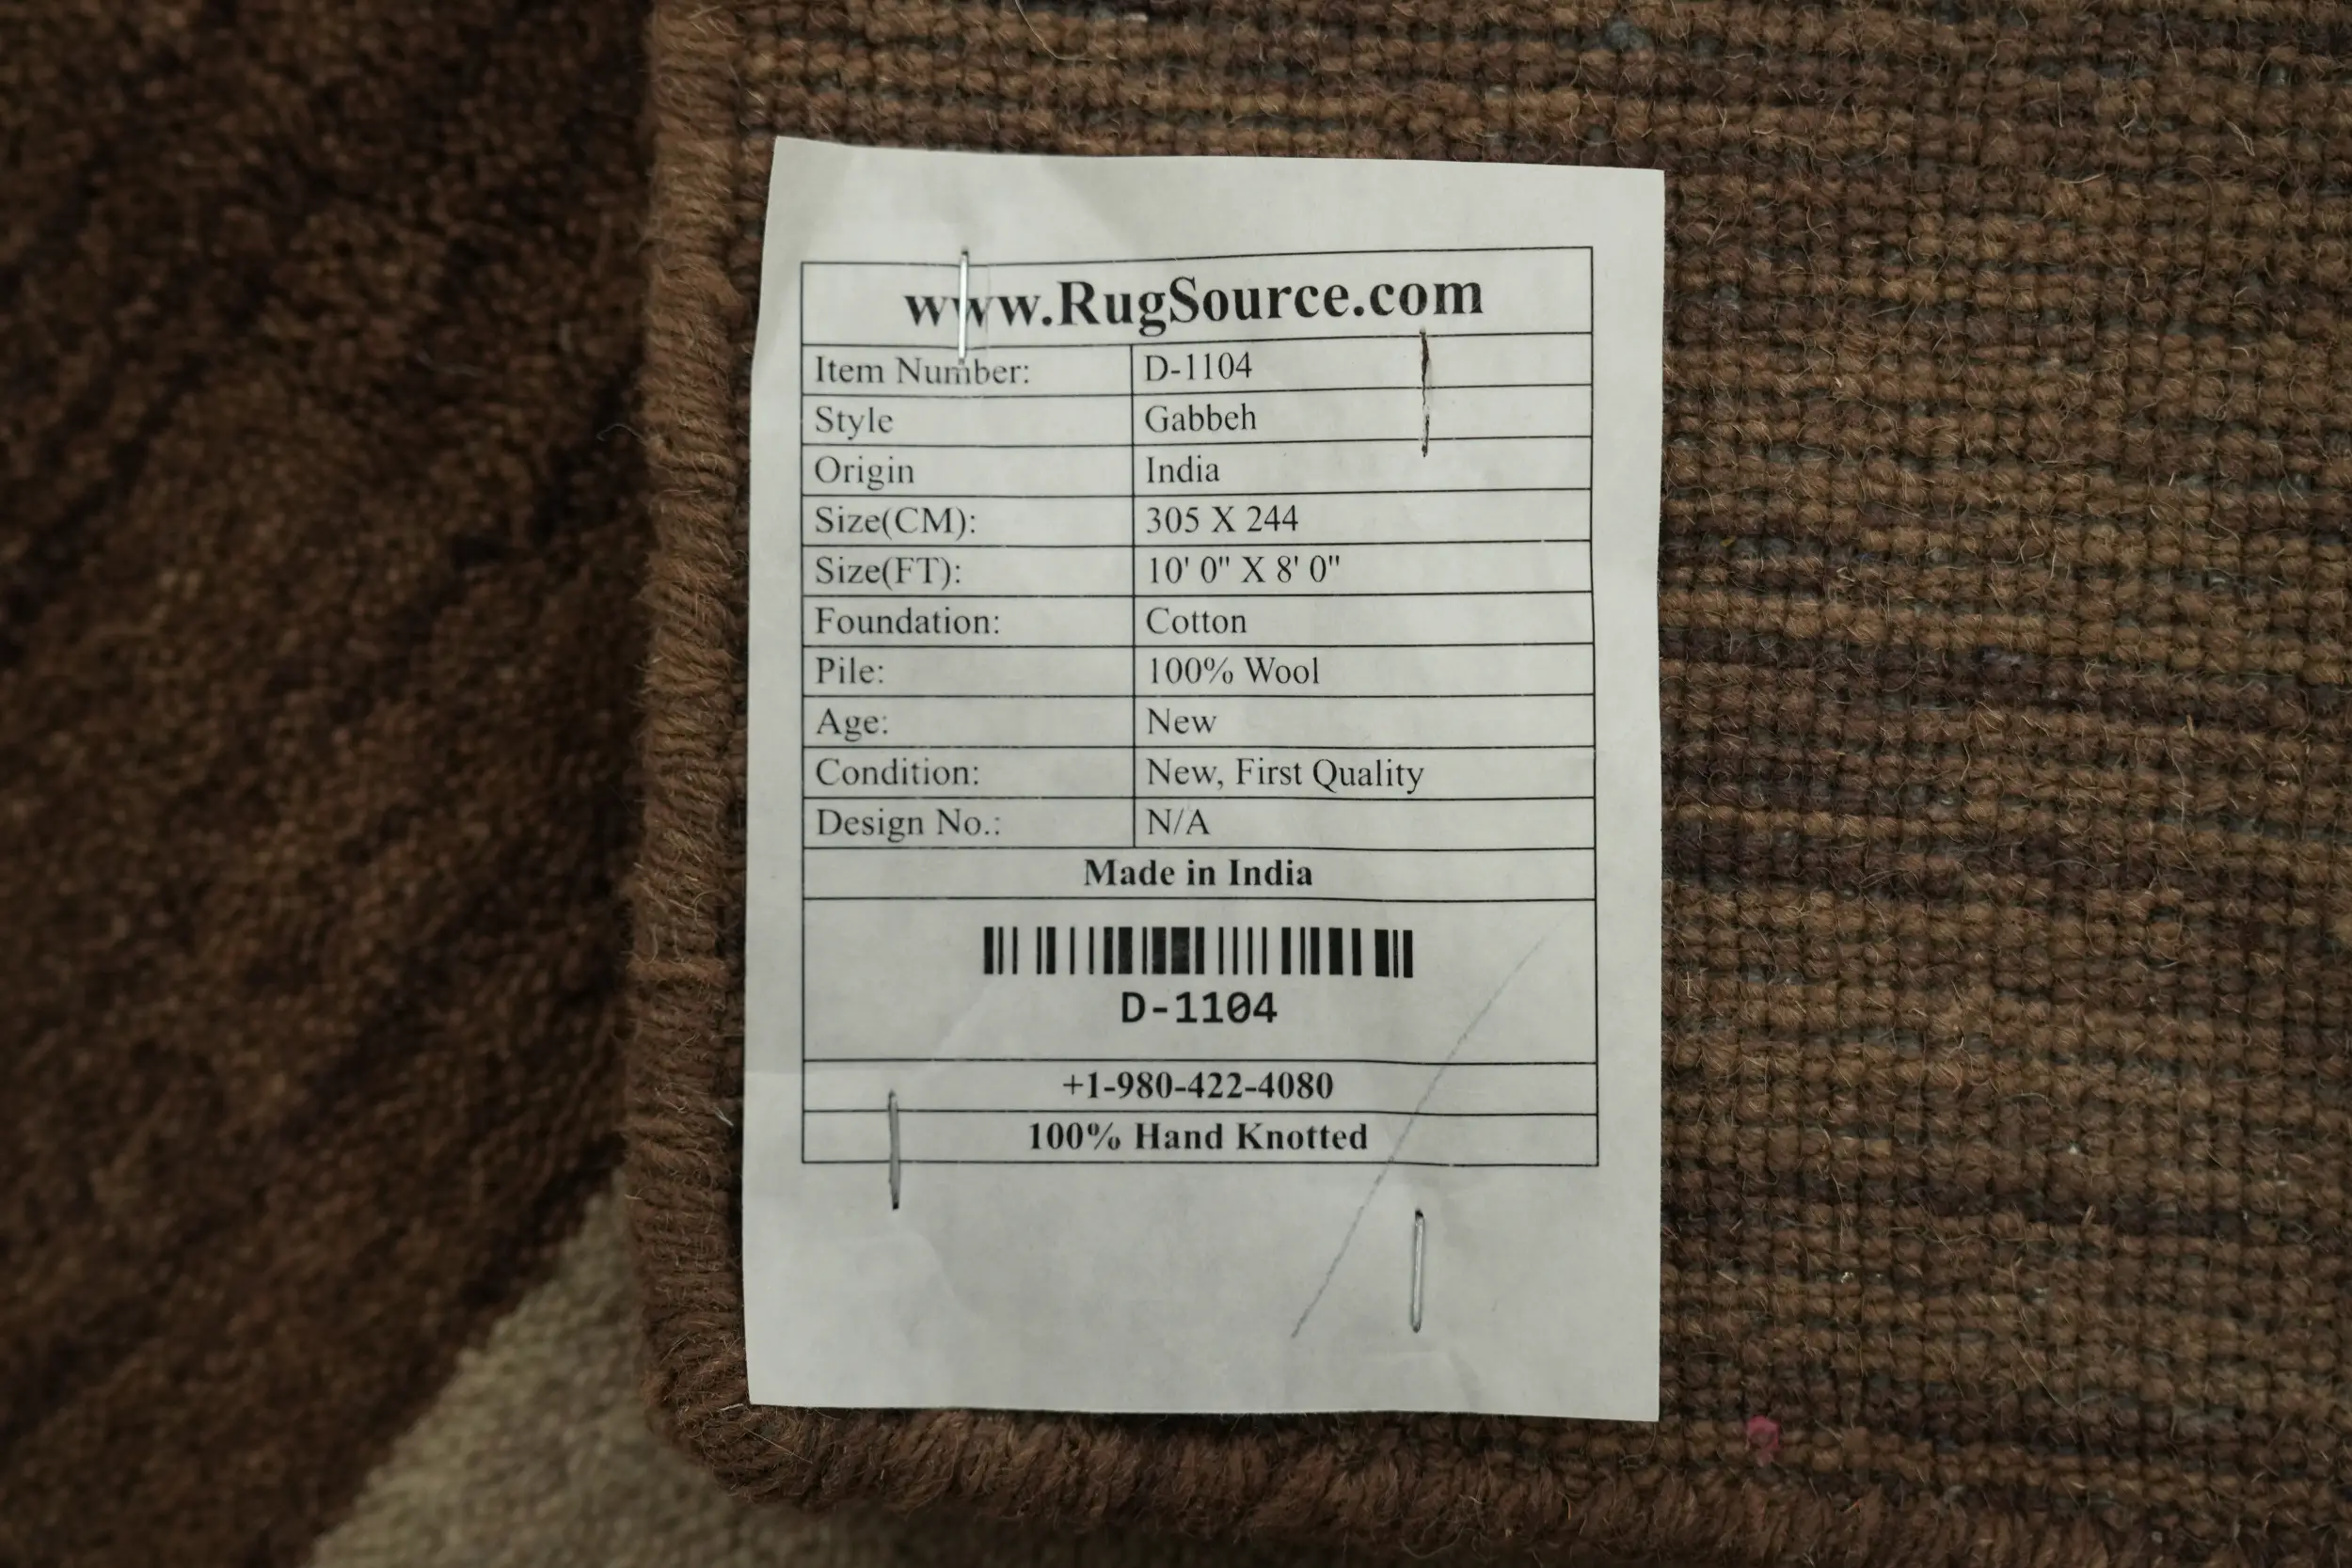 www.RugSource.com
Item Number: D-1104
Style Gabbeh
Origin India
Size(CM): 305 X 244
Size(FT): 10' 0" X 8' 0"
Foundation: Cotton
Pile: 100% Wool
Age: New
Condition: New, First Quality
Design No.: N/A
Made in India
D-1104
+1-980-422-4080
100% Hand Knotted